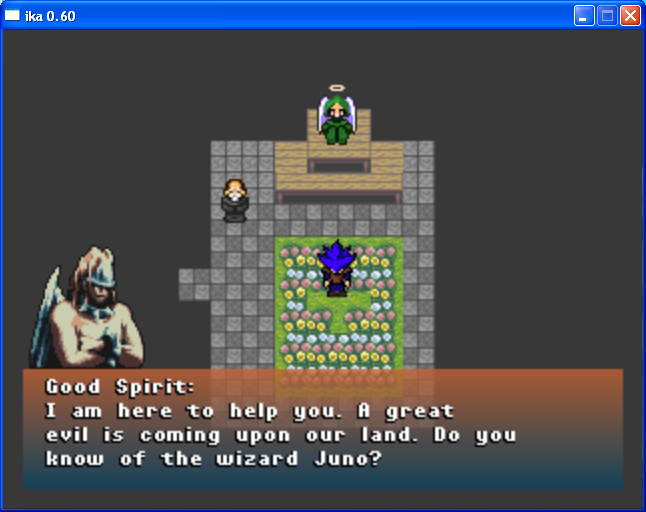 ika 0.60
Good Spirit:
I am here to help you. A great
evil is coming upon our land. Do you
know of the wizard Juno?